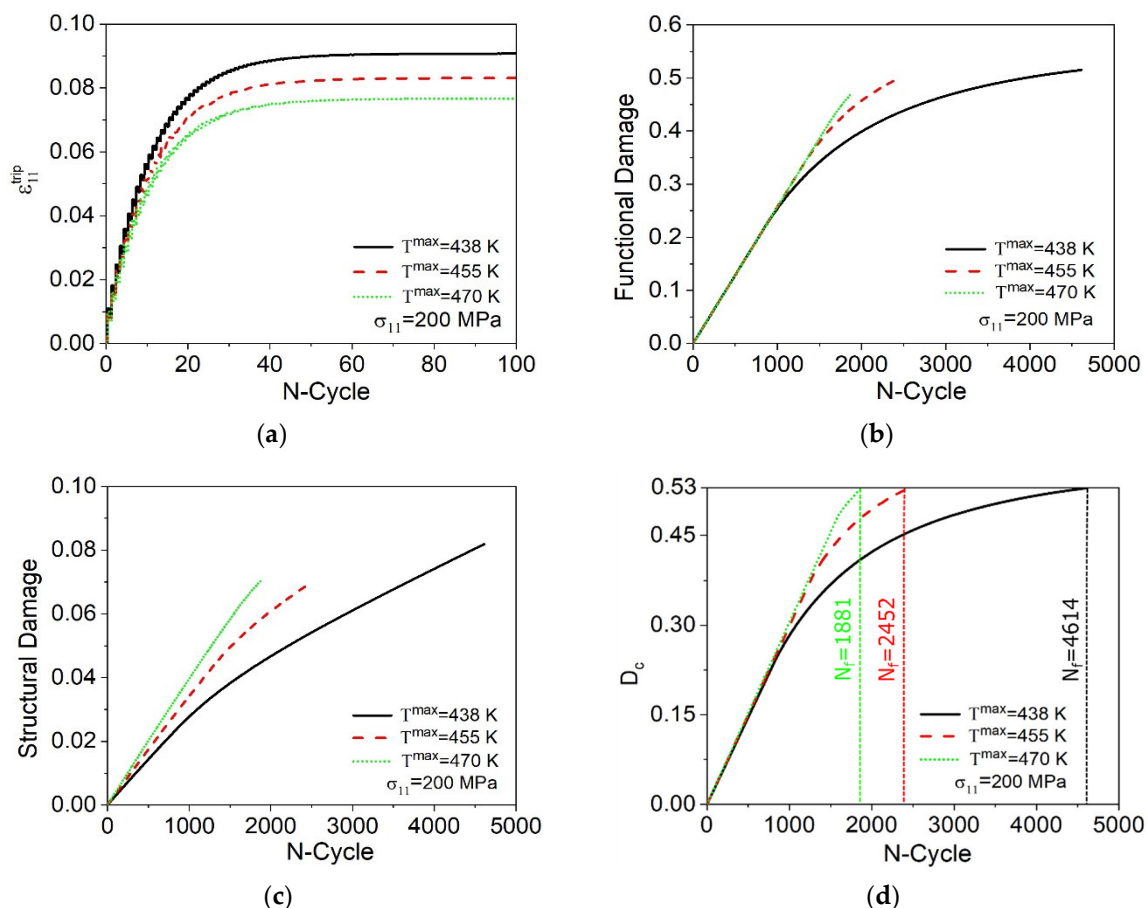 0.10
0.08
0.06
0.04
0.02
0.00
ε₁₁ᵗʳⁱᵖ
0 20 40 60 80 100
N-Cycle
Tᵐᵃˣ=438 K
Tᵐᵃˣ=455 K
Tᵐᵃˣ=470 K
σ₁₁=200 MPa
(a)
0.6
0.5
0.4
0.3
0.2
0.1
0.0
Functional Damage
0 1000 2000 3000 4000 5000
N-Cycle
Tᵐᵃˣ=438 K
Tᵐᵃˣ=455 K
Tᵐᵃˣ=470 K
σ₁₁=200 MPa
(b)
0.10
0.08
0.06
0.04
0.02
0.00
Structural Damage
0 1000 2000 3000 4000 5000
N-Cycle
Tᵐᵃˣ=438 K
Tᵐᵃˣ=455 K
Tᵐᵃˣ=470 K
σ₁₁=200 MPa
(c)
0.53
0.45
0.30
0.15
0.00
D_c
N_f=1881
N_f=2452
N_f=4614
0 1000 2000 3000 4000 5000
N-Cycle
Tᵐᵃˣ=438 K
Tᵐᵃˣ=455 K
Tᵐᵃˣ=470 K
σ₁₁=200 MPa
(d)